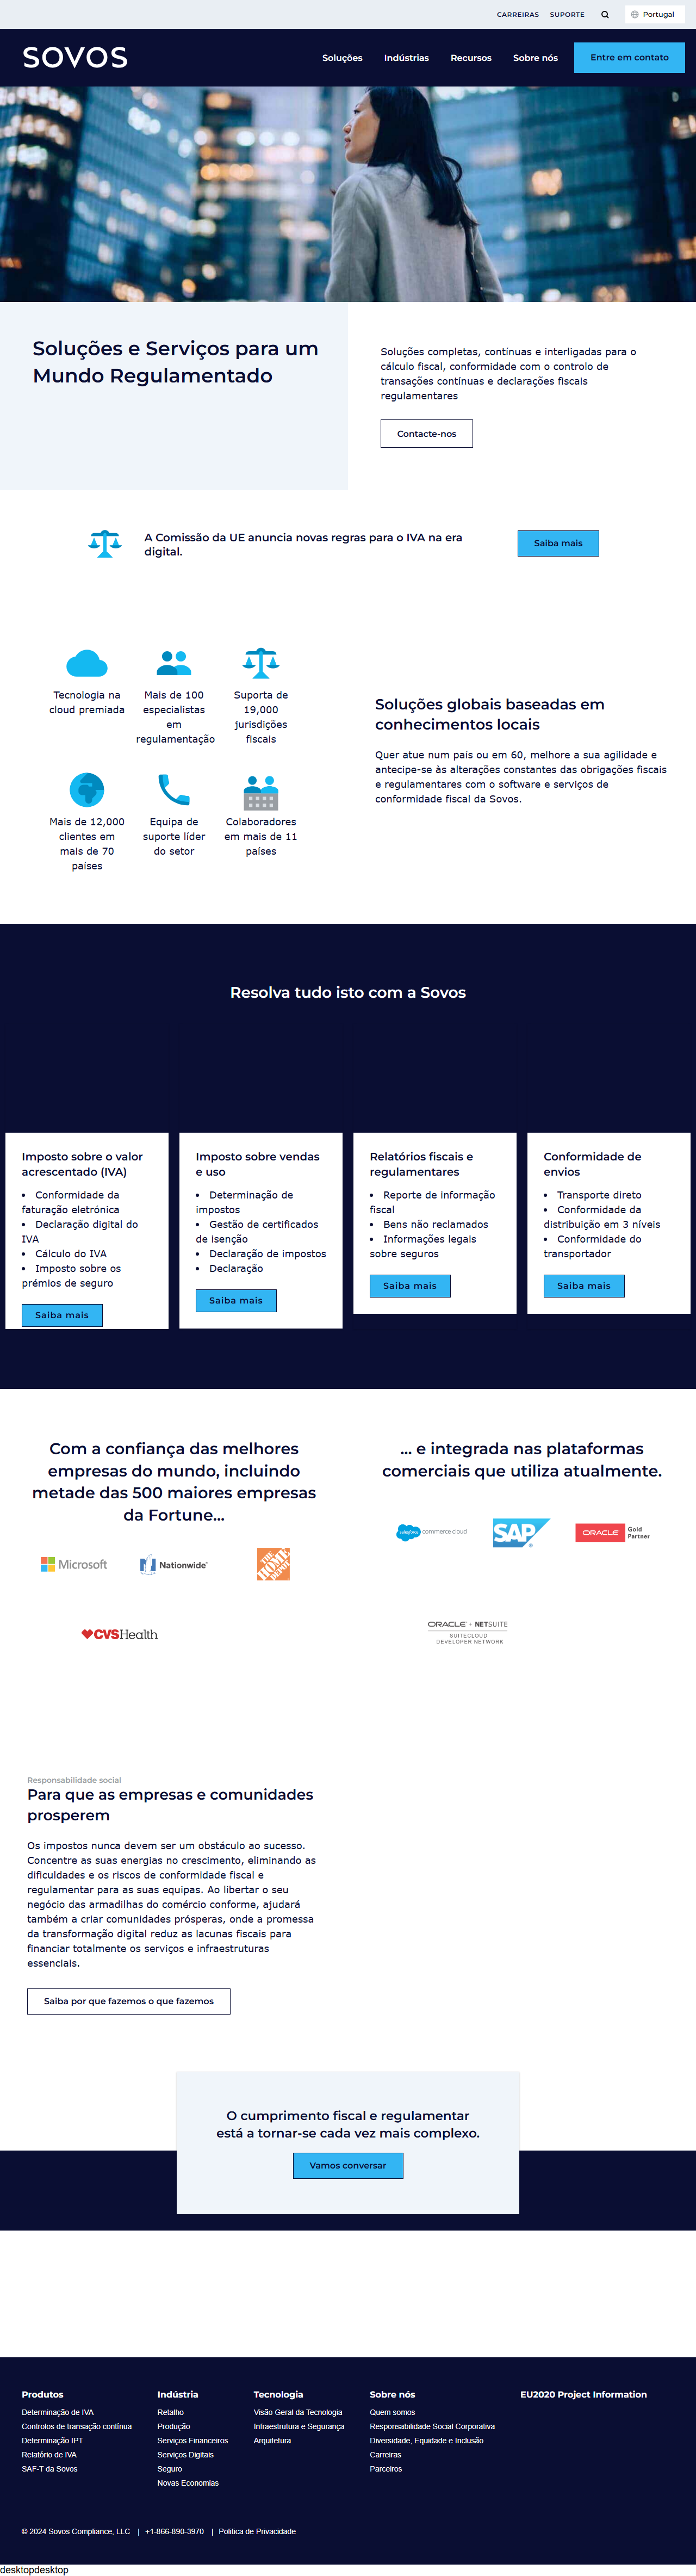 CARREIRAS SUPORTE Portugal
SOVOS Soluções Indústrias Recursos Sobre nós Entre em contato
Soluções e Serviços para um
Mundo Regulamentado
Soluções completas, contínuas e interligadas para o
cálculo fiscal, conformidade com o controlo de
transações contínuas e declarações fiscais
regulamentares
Contacte-nos
A Comissão da UE anuncia novas regras para o IVA na era
digital.
Saiba mais
Tecnologia na
cloud premiada
Mais de 100
especialistas
em
regulamentação
Suporta de
19,000
jurisdições
fiscais
Mais de 12,000
clientes em
mais de 70
países
Equipa de
suporte líder
do setor
Colaboradores
em mais de 11
países
Soluções globais baseadas em
conhecimentos locais
Quer atue num país ou em 60, melhore a sua agilidade e
antecipe-se às alterações constantes das obrigações fiscais
e regulamentares com o software e serviços de
conformidade fiscal da Sovos.
Resolva tudo isto com a Sovos
Imposto sobre o valor
acrescentado (IVA)
• Conformidade da
faturação eletrónica
• Declaração digital do
IVA
• Cálculo do IVA
• Imposto sobre os
prémios de seguro
Saiba mais
Imposto sobre vendas
e uso
• Determinação de
impostos
• Gestão de certificados
de isenção
• Declaração de impostos
• Declaração
Saiba mais
Relatórios fiscais e
regulamentares
• Reporte de informação
fiscal
• Bens não reclamados
• Informações legais
sobre seguros
Saiba mais
Conformidade de
envios
• Transporte direto
• Conformidade da
distribuição em 3 níveis
• Conformidade do
transportador
Saiba mais
Com a confiança das melhores
empresas do mundo, incluindo
metade das 500 maiores empresas
da Fortune...
Microsoft Nationwide® THE HOME DEPOT
CVSHealth
... e integrada nas plataformas
comerciais que utiliza atualmente.
salesforce commerce cloud SAP® ORACLE Gold
Partner
ORACLE + NETSUITE
SUITECLOUD
DEVELOPER NETWORK
Responsabilidade social
Para que as empresas e comunidades
prosperem
Os impostos nunca devem ser um obstáculo ao sucesso.
Concentre as suas energias no crescimento, eliminando as
dificuldades e os riscos de conformidade fiscal e
regulamentar para as suas equipas. Ao libertar o seu
negócio das armadilhas do comércio conforme, ajudará
também a criar comunidades prósperas, onde a promessa
da transformação digital reduz as lacunas fiscais para
financiar totalmente os serviços e infraestruturas
essenciais.
Saiba por que fazemos o que fazemos
O cumprimento fiscal e regulamentar
está a tornar-se cada vez mais complexo.
Vamos conversar
Produtos
Determinação de IVA
Controlos de transação contínua
Determinação IPT
Relatório de IVA
SAF-T da Sovos
Indústria
Retalho
Produção
Serviços Financeiros
Serviços Digitais
Seguro
Novas Economias
Tecnologia
Visão Geral da Tecnologia
Infraestrutura e Segurança
Arquitetura
Sobre nós
Quem somos
Responsabilidade Social Corporativa
Diversidade, Equidade e Inclusão
Carreiras
Parceiros
EU2020 Project Information
© 2024 Sovos Compliance, LLC | +1-866-890-3970 | Política de Privacidade
desktopdesktop